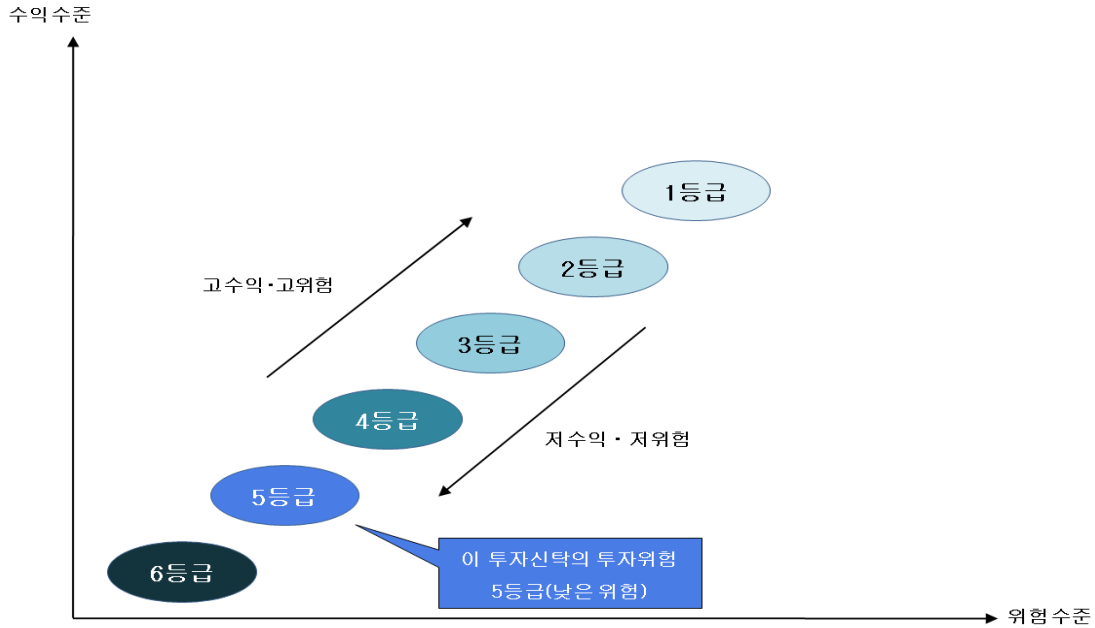 수익 수준
1등급
2등급
고수익·고위험
3등급
4등급
저수익 · 저위험
5등급
이 투자신탁의 투자위험
5등급(낮은 위험)
6등급
위험 수준